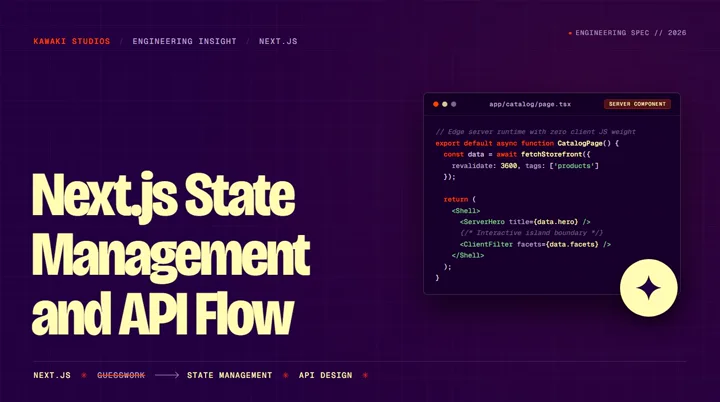 KAWAKI STUDIOS / ENGINEERING INSIGHT / NEXT.JS
ENGINEERING SPEC // 2026
app/catalog/page.tsx
SERVER COMPONENT
// Edge server runtime with zero client JS weight
export default async function CatalogPage() {
const data = await fetchStorefront({
revalidate: 3600, tags: ['products']
});
return (
<Shell>
<ServerHero title={data.hero} />
{/* Interactive island boundary */}
<ClientFilter facets={data.facets} />
</Shell>
);
}
Next.js State
Management
and API Flow
NEXT.JS * GUESSWORK → STATE MANAGEMENT * API DESIGN *